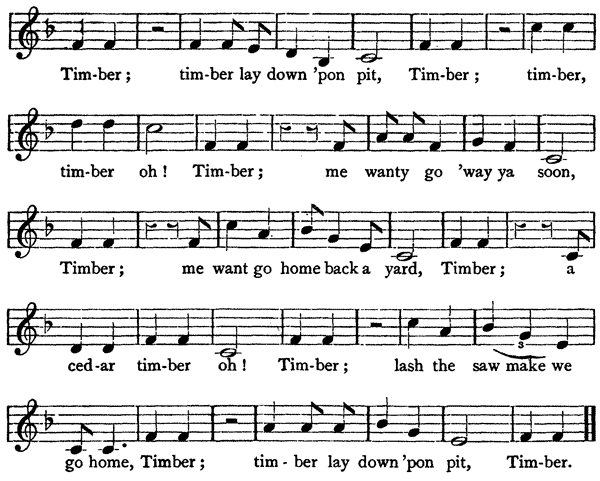 Tim-ber; tim-ber lay down 'pon pit, Tim-ber; tim-ber,
tim-ber oh! Tim-ber; me wanty go 'way ya soon,
Timber; me want go home back a yard, Timber; a
ced-ar tim-ber oh! Tim-ber; lash the saw make we
3
go home, Timber; tim-ber lay down 'pon pit, Tim-ber.